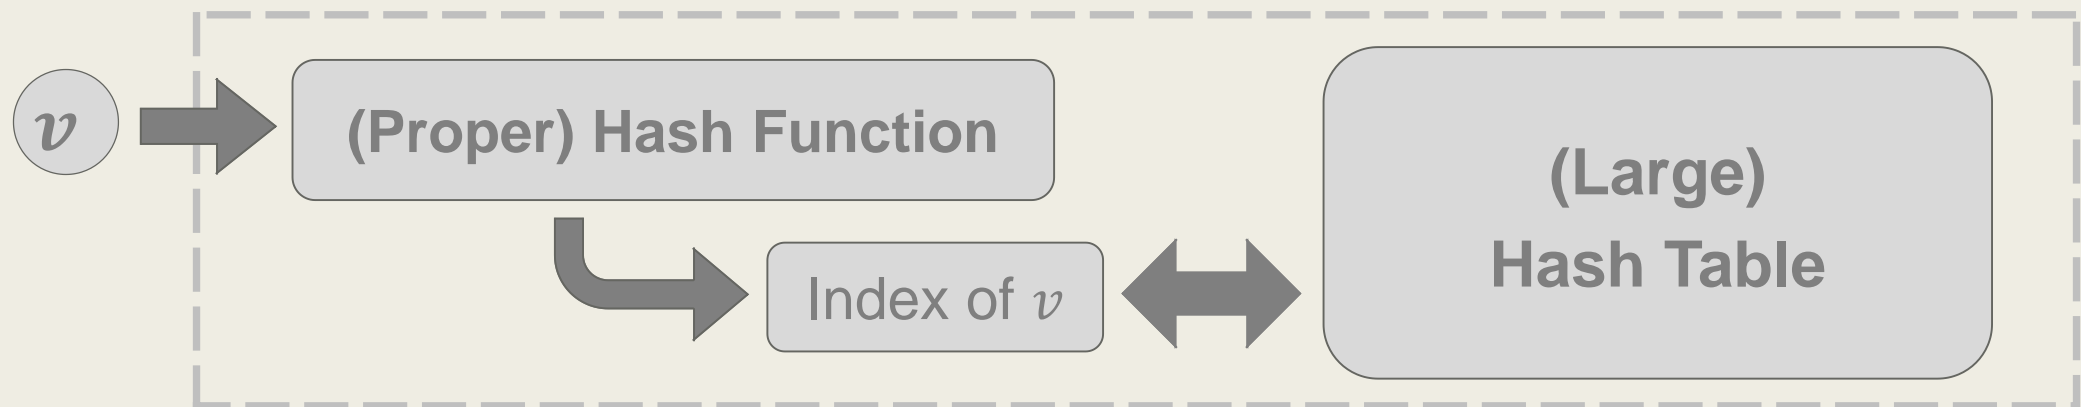 v
(Proper) Hash Function
Index of v
(Large)
Hash Table